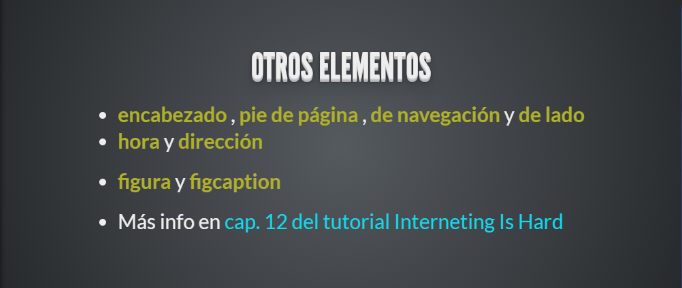 OTROS ELEMENTOS
• encabezado , pie de página , de navegación y de lado
• hora y dirección
• figura y figcaption
• Más info en cap. 12 del tutorial Interneting Is Hard